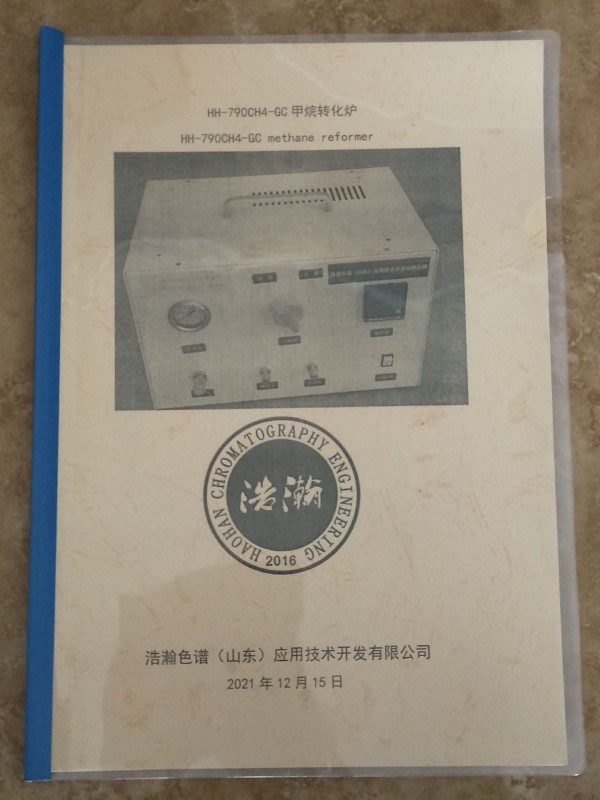 HH-790CH4-GC 甲烷转化炉
HH-790CH4-GC methane reformer
HAOHAN CHROMATOGRAPHY ENGINEERING
浩瀚
2016
浩瀚色谱（山东）应用技术开发有限公司
2021 年 12 月 15 日